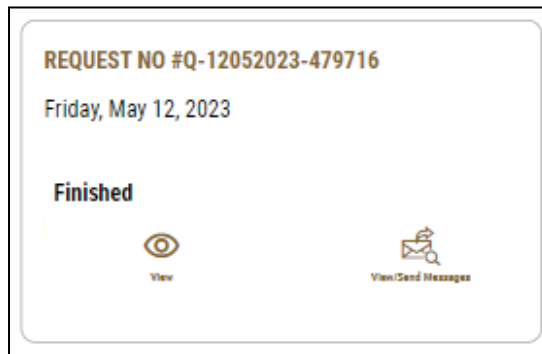 REQUEST NO #Q-12052023-479716
Friday, May 12, 2023
Finished
View
View/Send Messages